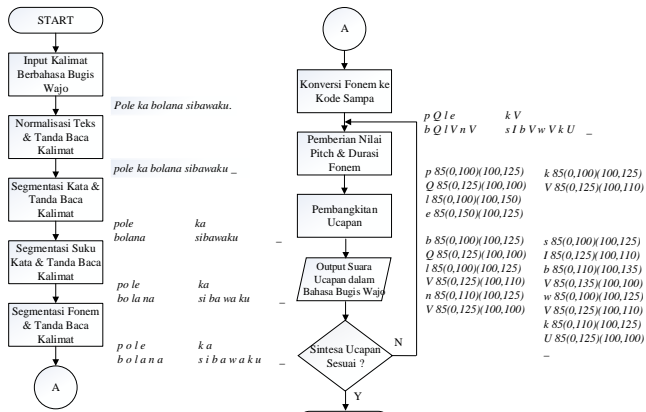 START
Input Kalimat
Berbahasa Bugis
Wajo
Pole ka bolana sibawaku.
Normalisasi Teks
& Tanda Baca
Kalimat
pole ka bolana sibawaku _
Segmentasi Kata &
Tanda Baca
Kalimat
pole ka
bolana sibawaku _
Segmentasi Suku
Kata & Tanda Baca
Kalimat
po le ka
bo la na si ba wa ku _
Segmentasi Fonem
& Tanda Baca
Kalimat
p o l e k a
b o l a n a s i b a w a k u _
A
A
Konversi Fonem ke
Kode Sampa
p Q l e k V
b Q l V n V s I b V w V k U _
Pemberian Nilai
Pitch & Durasi
Fonem
p 85(0,100)(100,125) k 85(0,100)(100,125)
Q 85(0,125)(100,100) V 85(0,125)(100,110)
l 85(0,100)(100,150)
e 85(0,150)(100,125)
Pembangkitan
Ucapan
b 85(0,100)(100,125) s 85(0,100)(100,125)
Q 85(0,125)(100,100) I 85(0,125)(100,110)
l 85(0,100)(100,125) b 85(0,110)(100,135)
V 85(0,125)(100,110) V 85(0,135)(100,100)
n 85(0,110)(100,125) w 85(0,100)(100,125)
V 85(0,125)(100,100) V 85(0,125)(100,110)
k 85(0,110)(100,125)
U 85(0,125)(100,100)
_
Output Suara
Ucapan dalam
Bahasa Bugis Wajo
Sintesa Ucapan
Sesuai ?
N
Y